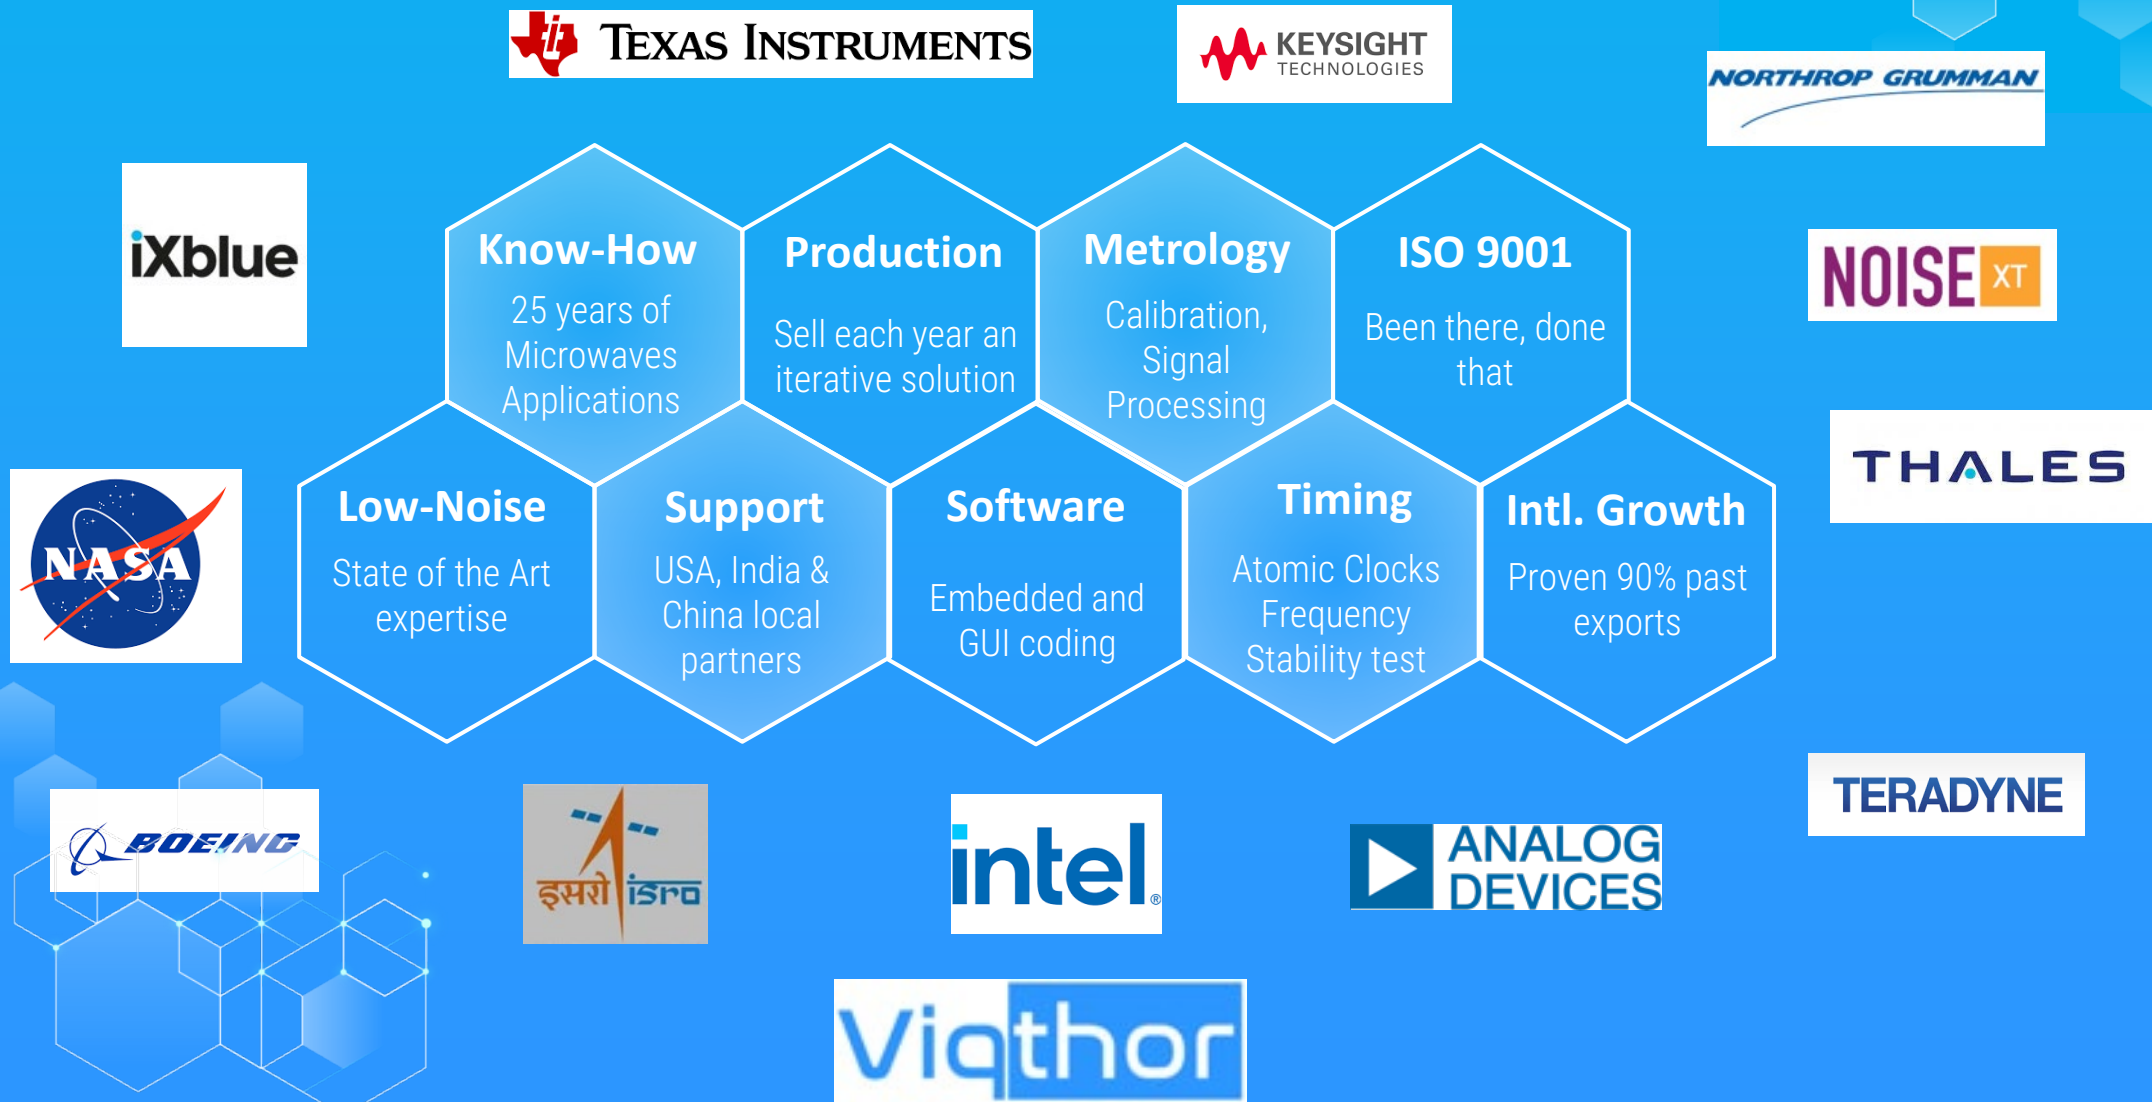 TEXAS INSTRUMENTS
KEYSIGHT
TECHNOLOGIES
NORTHROP GRUMMAN
iXblue
NOISE XT
THALES
NASA
Know-How
25 years of
Microwaves
Applications
Production
Sell each year an
iterative solution
Metrology
Calibration,
Signal
Processing
ISO 9001
Been there, done
that
Low-Noise
State of the Art
expertise
Support
USA, India &
China local
partners
Software
Embedded and
GUI coding
Timing
Atomic Clocks
Frequency
Stability test
Intl. Growth
Proven 90% past
exports
TERADYNE
BOEING
इसरो isro
intel®
ANALOG
DEVICES
Viqthor